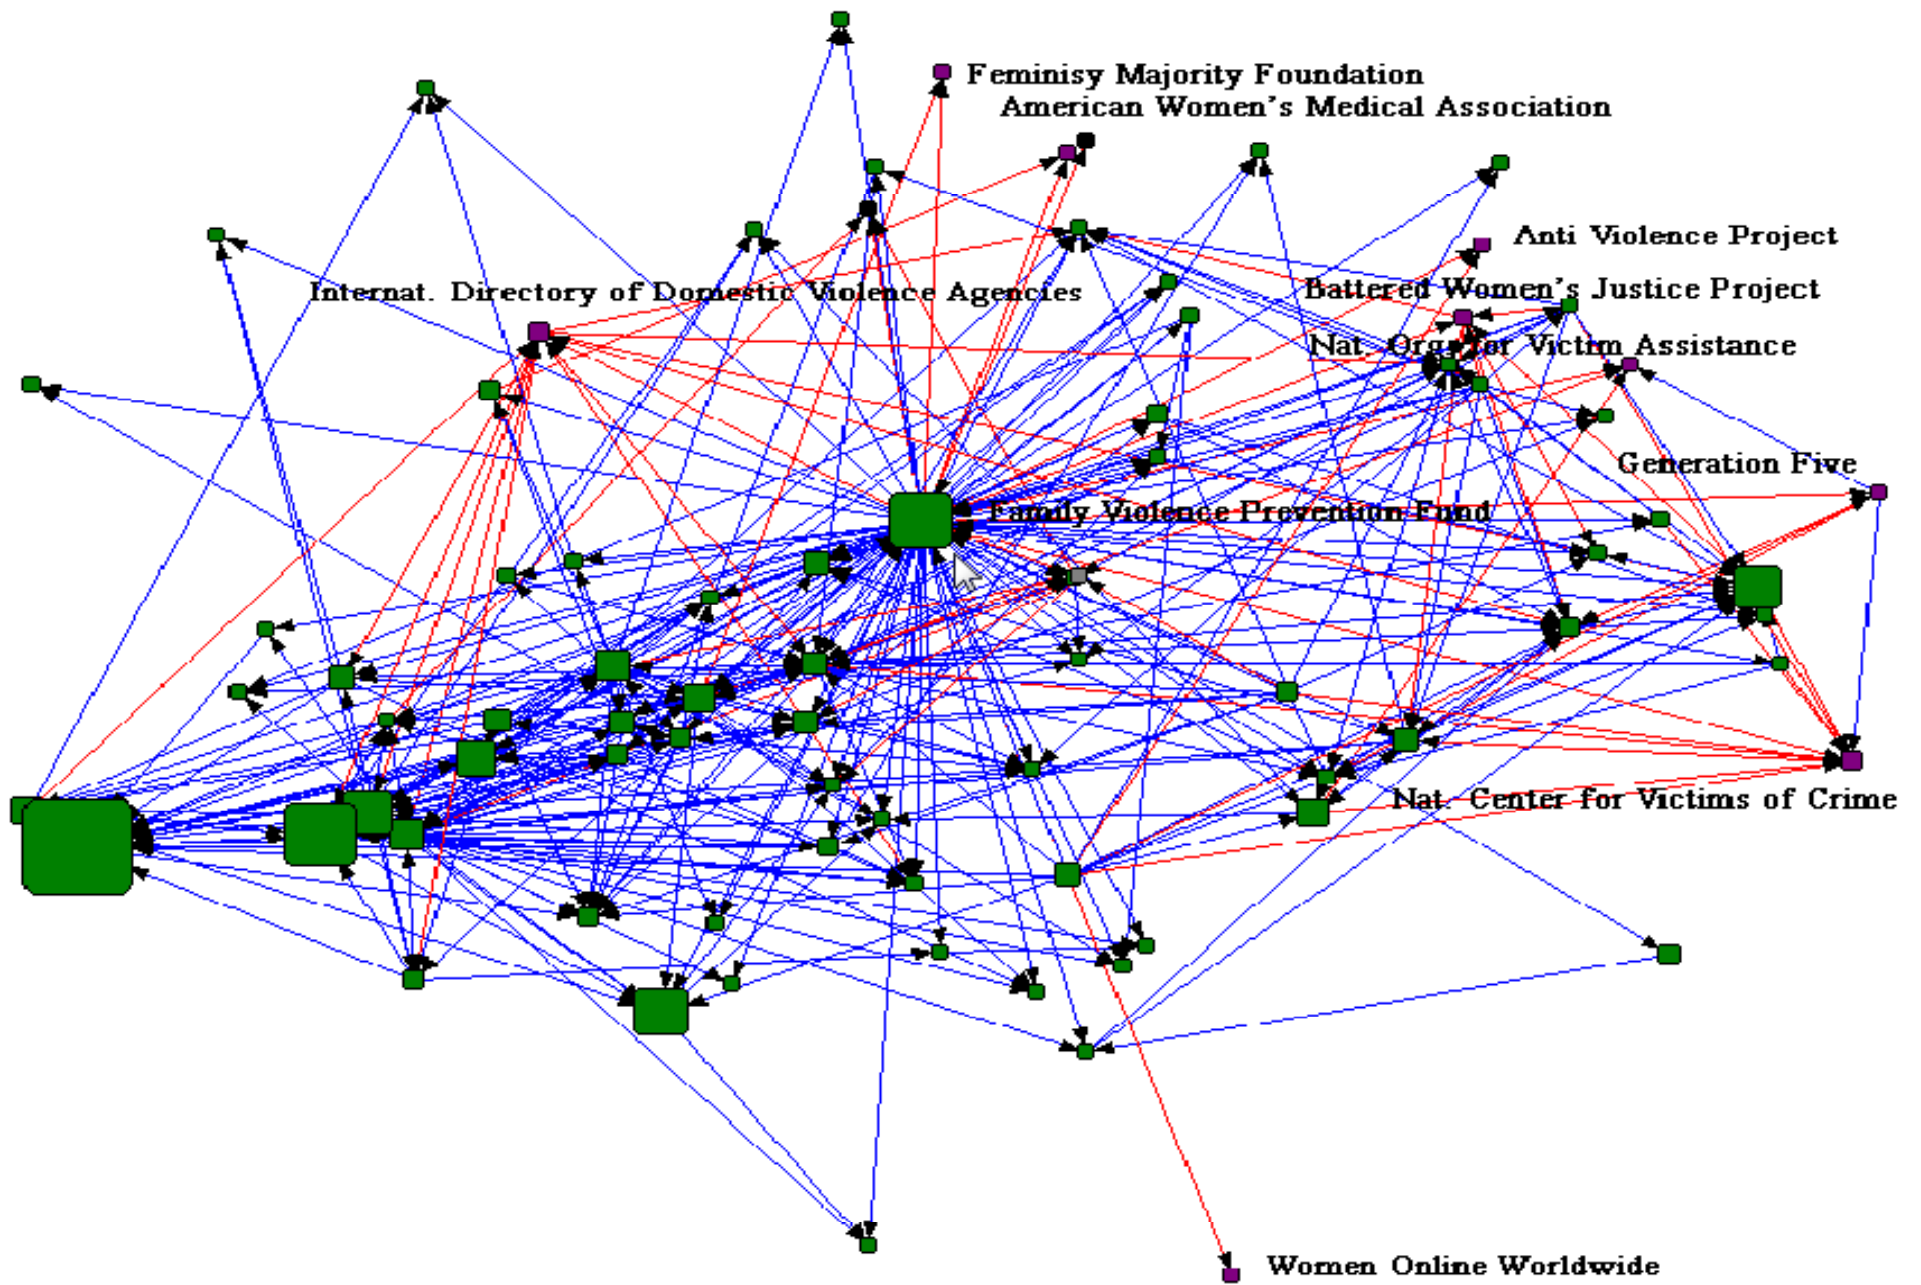 Feminisy Majority Foundation
American Women's Medical Association
Anti Violence Project
Internat. Directory of Domestic Violence Agencies
Battered Women's Justice Project
Nat. Orgs for Victim Assistance
Generation Five
Family Violence Prevention Fund
Nat. Center for Victims of Crime
Women Online Worldwide